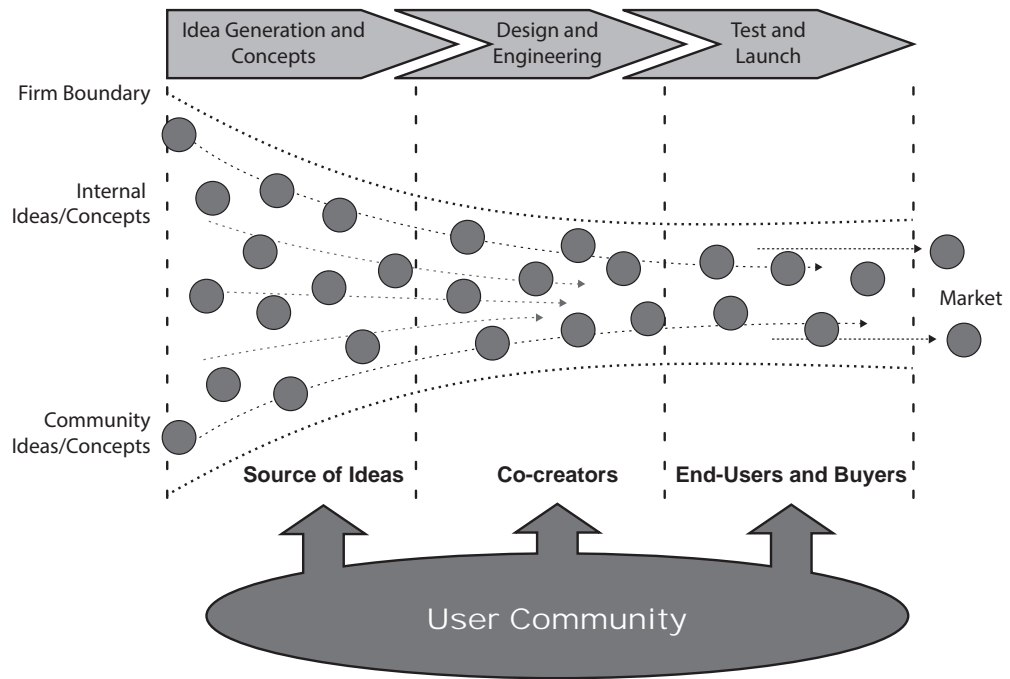 Idea Generation and
Concepts
Design and
Engineering
Test and
Launch
Firm Boundary
Internal
Ideas/Concepts
Market
Community
Ideas/Concepts
Source of Ideas
Co-creators
End-Users and Buyers
User Community